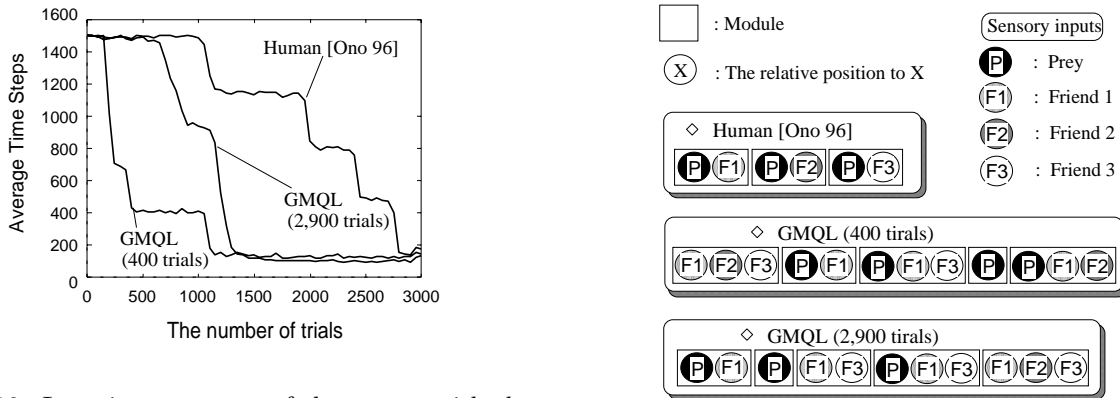 1600
1400
1200
1000
800
600
400
200
0
Average Time Steps
Human [Ono 96]
GMQL
(2,900 trials)
GMQL
(400 trials)
0 500 1000 1500 2000 2500 3000
The number of trials
: Module
X : The relative position to X
Sensory inputs
P : Prey
F1 : Friend 1
F2 : Friend 2
F3 : Friend 3
◇ Human [Ono 96]
P F1 P F2 P F3
◇ GMQL (400 tirals)
F1 F2 F3 P F1 P F1 F3 P P F1 F2
◇ GMQL (2,900 tirals)
P F1 P F1 F3 P F1 F3 F1 F2 F3